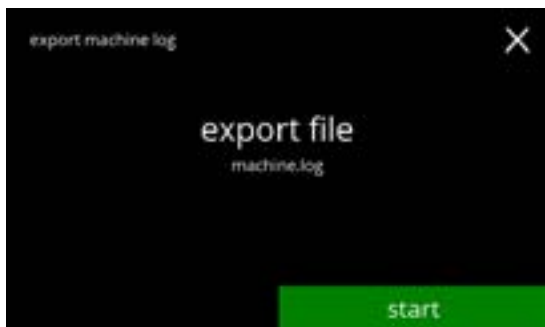 export machine log
export file
machine.log
start